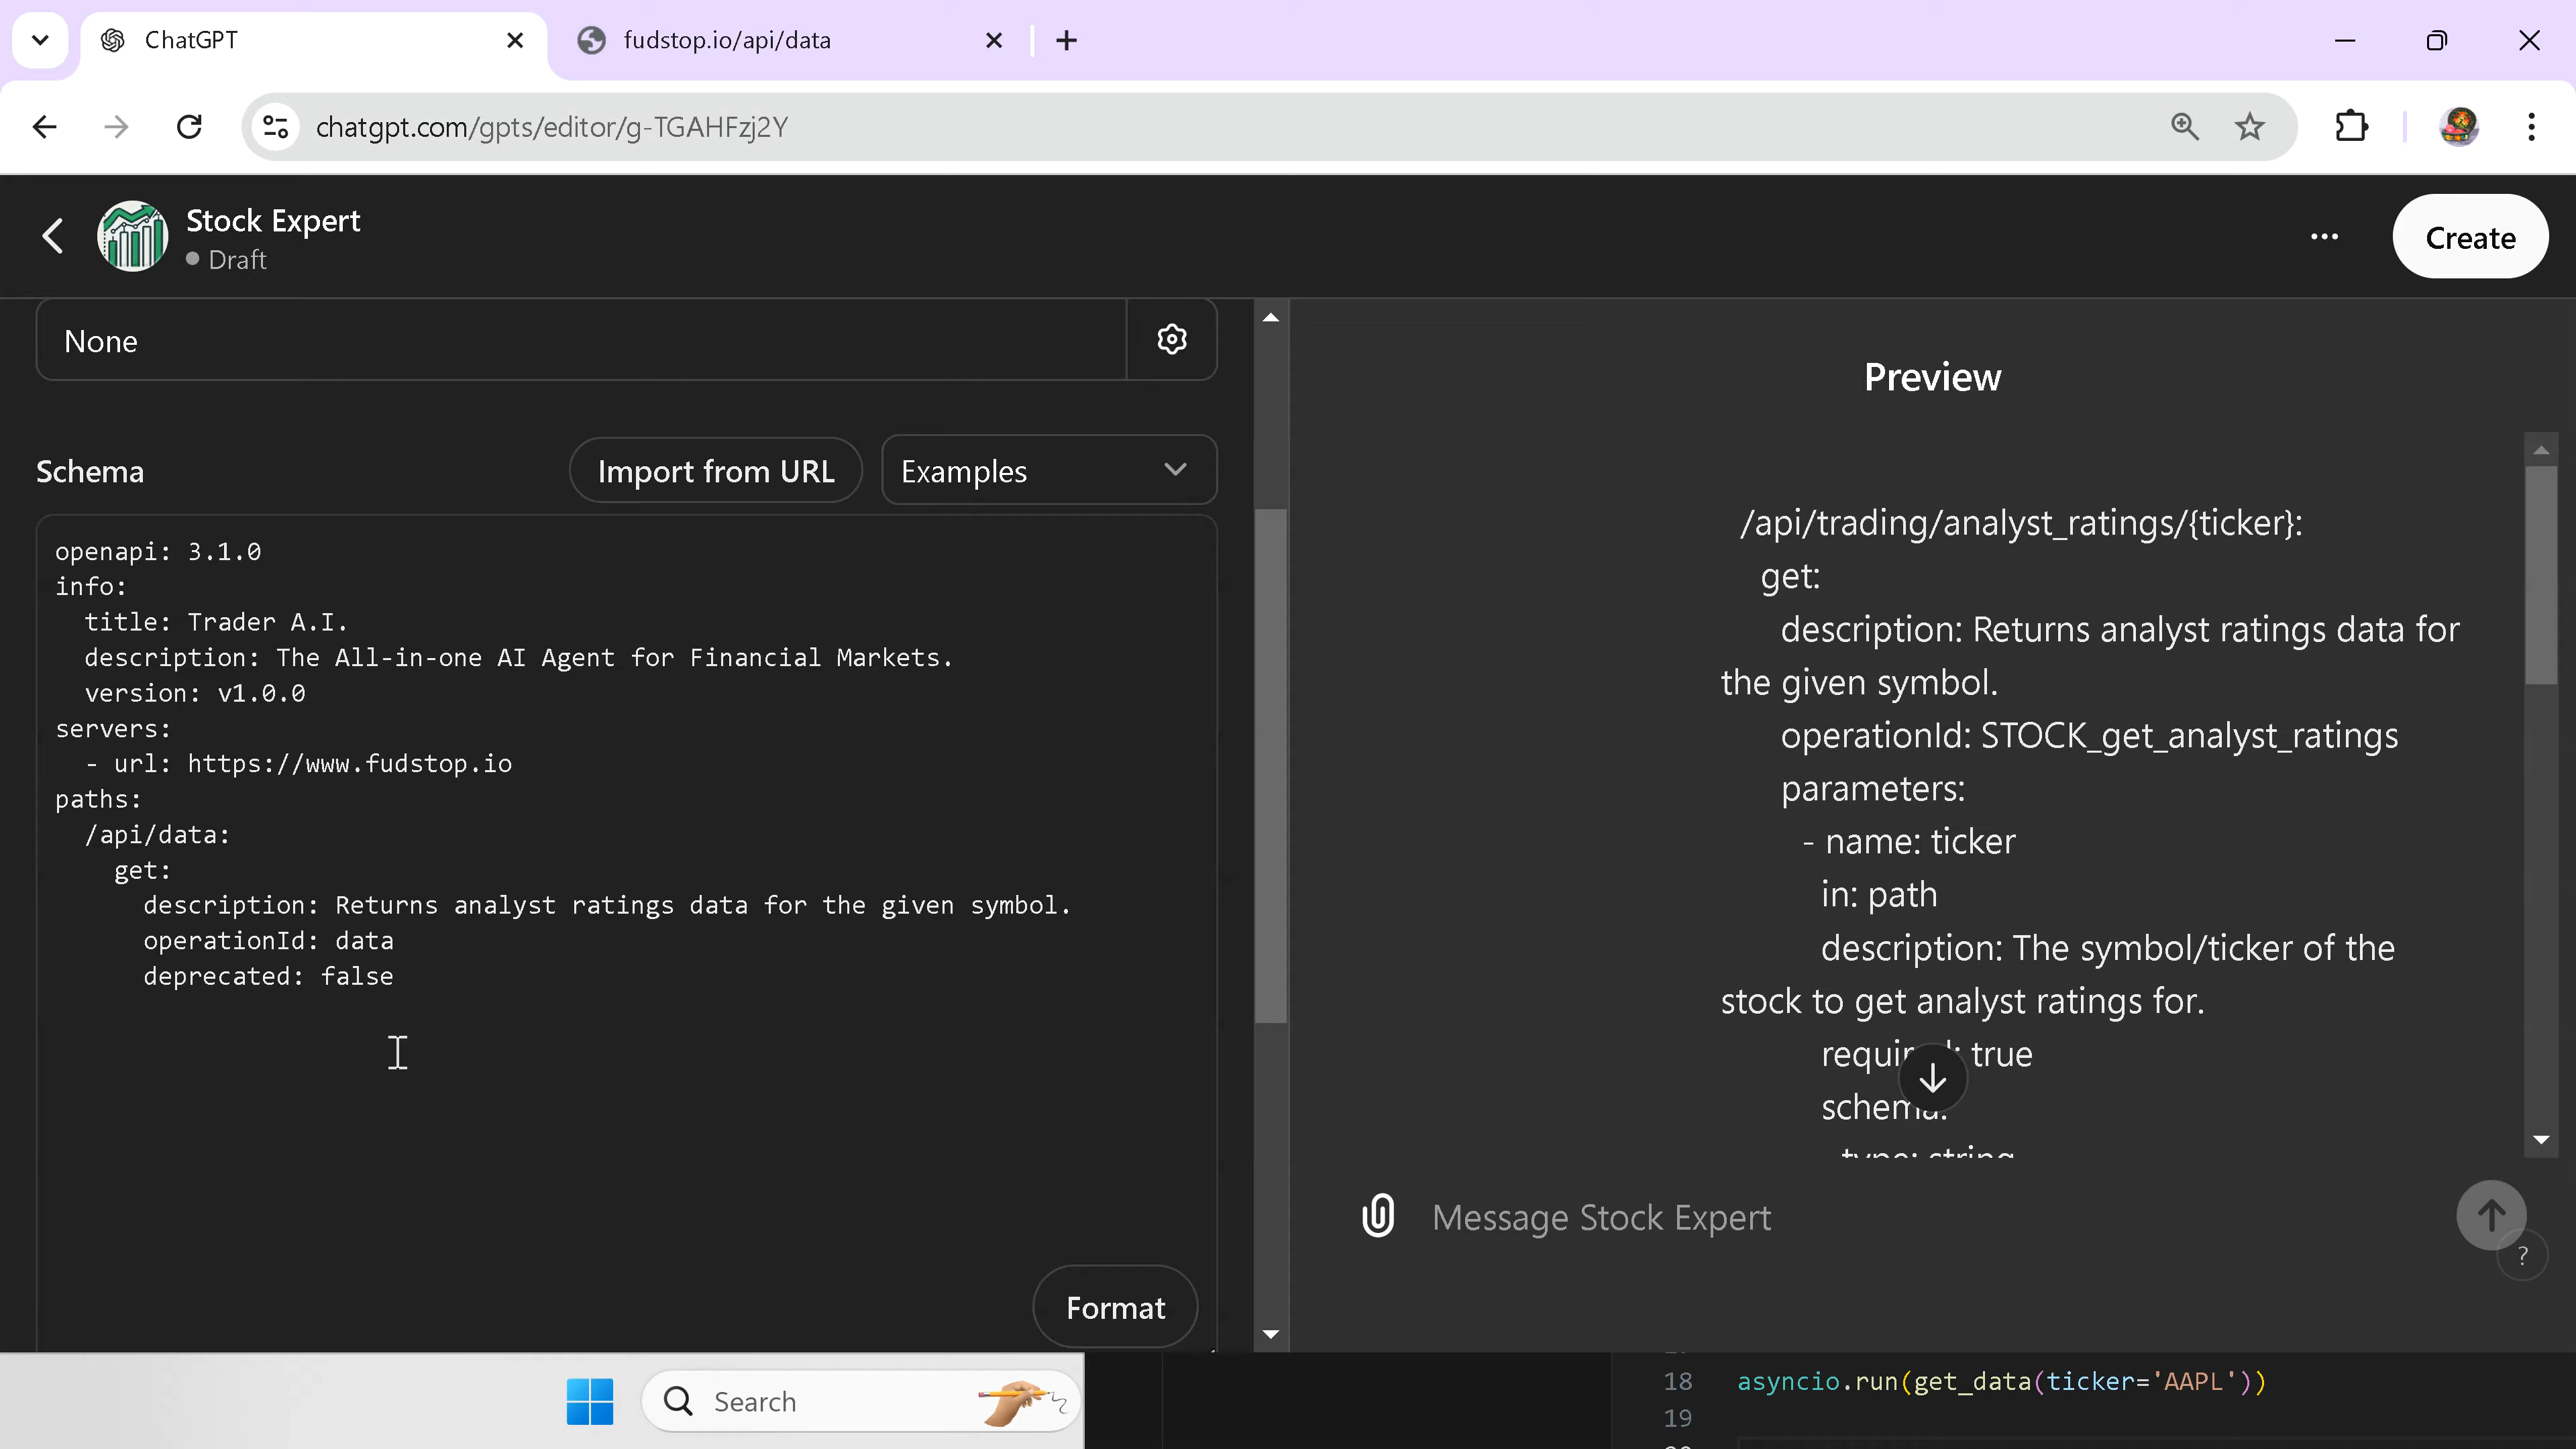 ChatGPT
fudstop.io/api/data
chatgpt.com/gpts/editor/g-TGAHFzj2Y
Stock Expert
Draft
Create
None
Schema
Import from URL
Examples
openapi: 3.1.0
info:
title: Trader A.I.
description: The All-in-one AI Agent for Financial Markets.
version: v1.0.0
servers:
- url: https://www.fudstop.io
paths:
/api/data:
get:
description: Returns analyst ratings data for the given symbol.
operationId: data
deprecated: false
Format
Preview
/api/trading/analyst_ratings/{ticker}:
get:
description: Returns analyst ratings data for
the given symbol.
operationId: STOCK_get_analyst_ratings
parameters:
- name: ticker
in: path
description: The symbol/ticker of the
stock to get analyst ratings for.
required: true
schema:
type: string
Message Stock Expert
?
Search
18 asyncio.run(get_data(ticker='AAPL'))
19